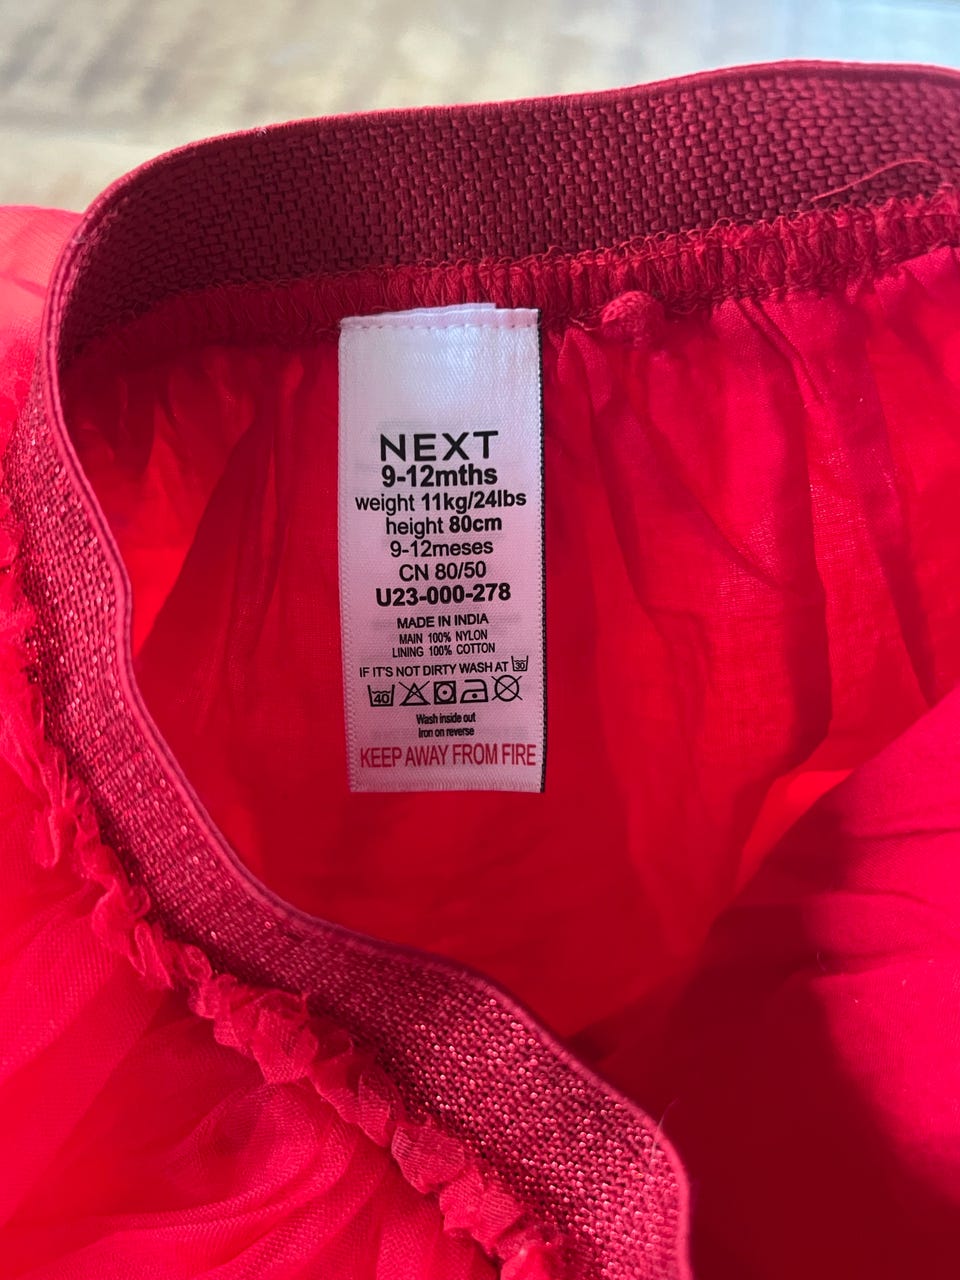 NEXT
9-12mths
weight 11kg/24lbs
height 80cm
9-12meses
CN 80/50
U23-000-278
MADE IN INDIA
MAIN 100% NYLON
LINING 100% COTTON
IF IT'S NOT DIRTY WASH AT 30
40
Wash inside out
Iron on reverse
KEEP AWAY FROM FIRE